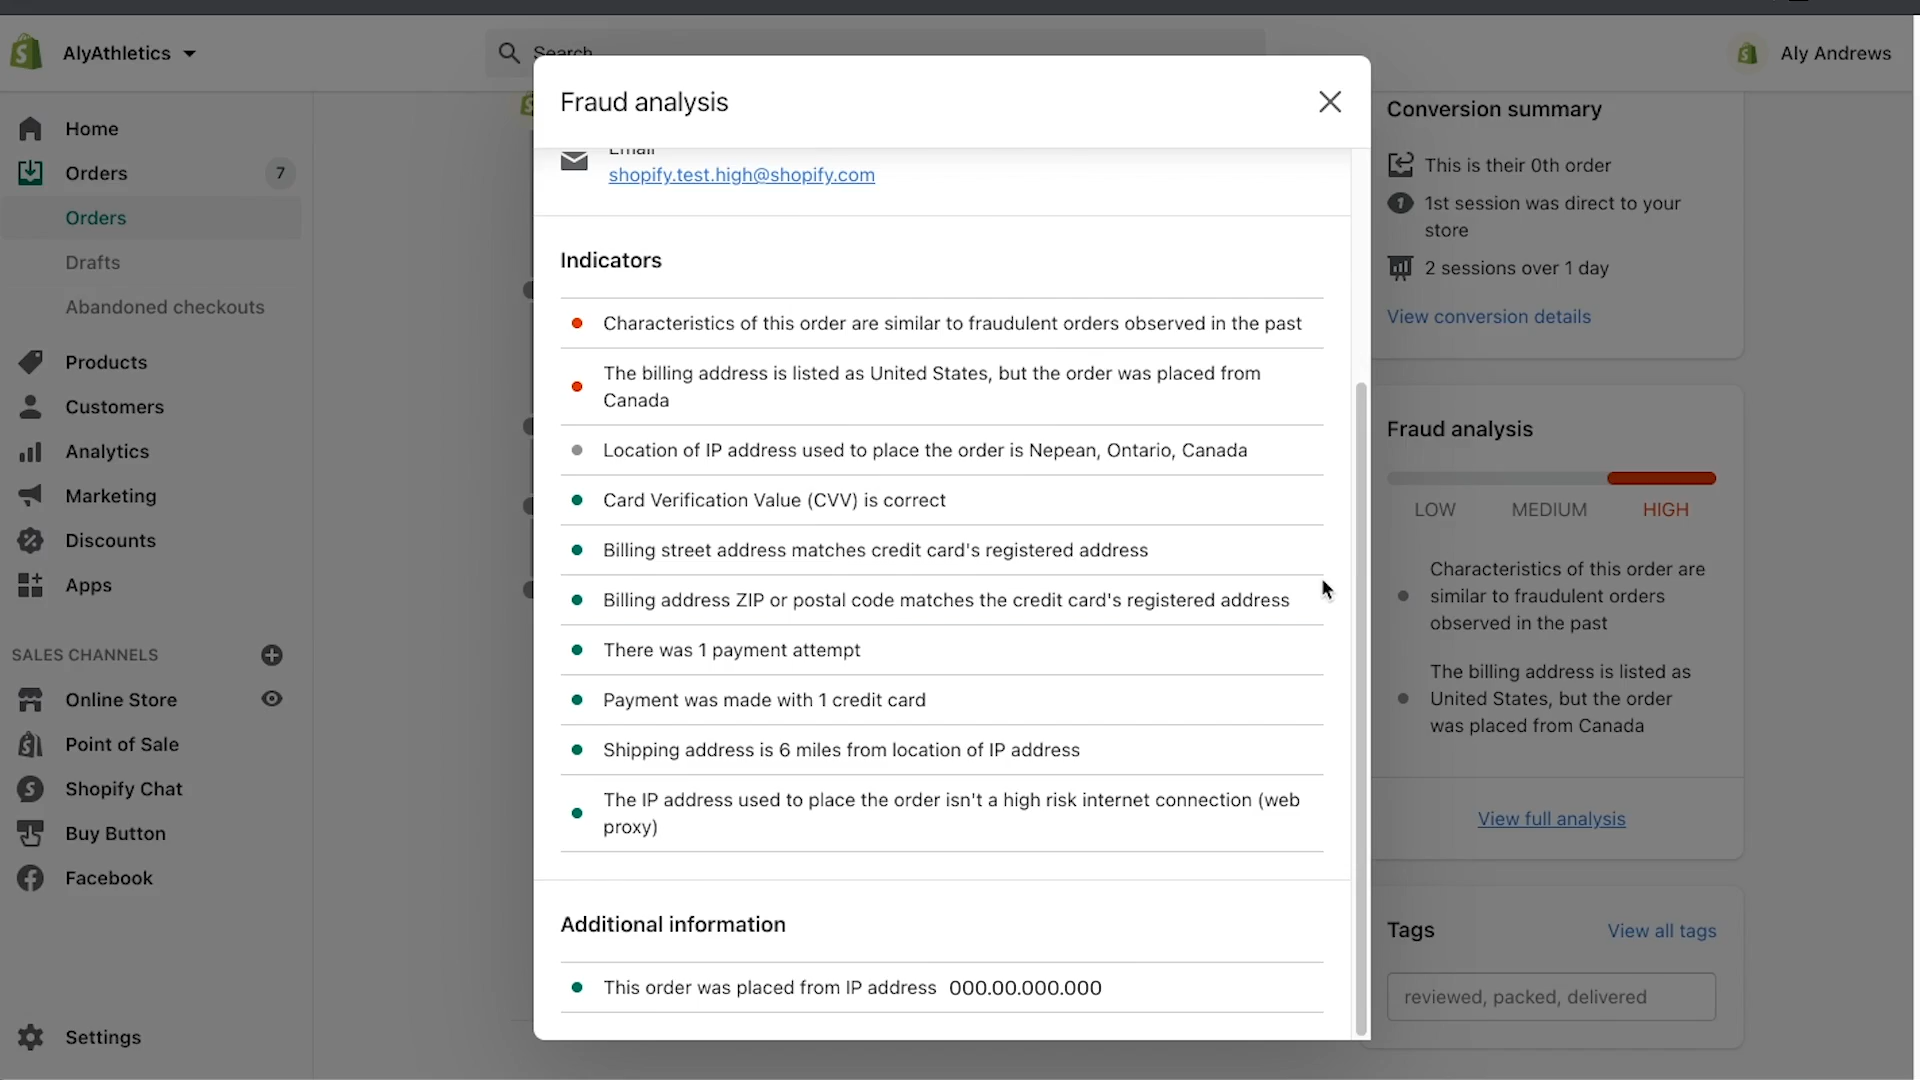 AlyAthletics
Search
Aly Andrews
Home
Orders
7
Orders
Drafts
Abandoned checkouts
Products
Customers
Analytics
Marketing
Discounts
Apps
SALES CHANNELS
Online Store
Point of Sale
Shopify Chat
Buy Button
Facebook
Settings
Fraud analysis
Email
shopify.test.high@shopify.com
Indicators
Characteristics of this order are similar to fraudulent orders observed in the past
The billing address is listed as United States, but the order was placed from
Canada
Location of IP address used to place the order is Nepean, Ontario, Canada
Card Verification Value (CVV) is correct
Billing street address matches credit card's registered address
Billing address ZIP or postal code matches the credit card's registered address
There was 1 payment attempt
Payment was made with 1 credit card
Shipping address is 6 miles from location of IP address
The IP address used to place the order isn't a high risk internet connection (web
proxy)
Additional information
This order was placed from IP address 000.00.000.000
Conversion summary
This is their 0th order
1
1st session was direct to your
store
2 sessions over 1 day
View conversion details
Fraud analysis
LOW MEDIUM HIGH
Characteristics of this order are
similar to fraudulent orders
observed in the past
The billing address is listed as
United States, but the order
was placed from Canada
View full analysis
Tags
View all tags
reviewed, packed, delivered